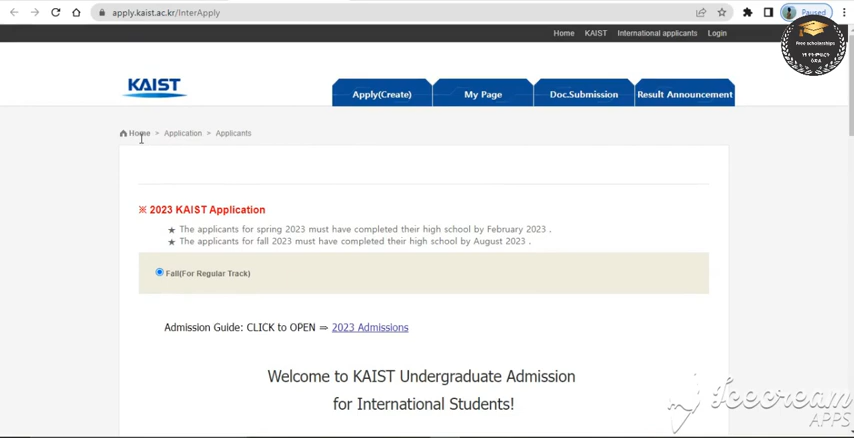 apply.kaist.ac.kr/InterApply
Paused
Home KAIST International applicants Login
free scholarships
KAIST
Apply(Create) My Page Doc.Submission Result Announcement
Home > Application > Applicants
※ 2023 KAIST Application
★ The applicants for spring 2023 must have completed their high school by February 2023 .
★ The applicants for fall 2023 must have completed their high school by August 2023 .
Fall(For Regular Track)
Admission Guide: CLICK to OPEN ⇒ 2023 Admissions
Welcome to KAIST Undergraduate Admission
for International Students!
Icecream
APPS